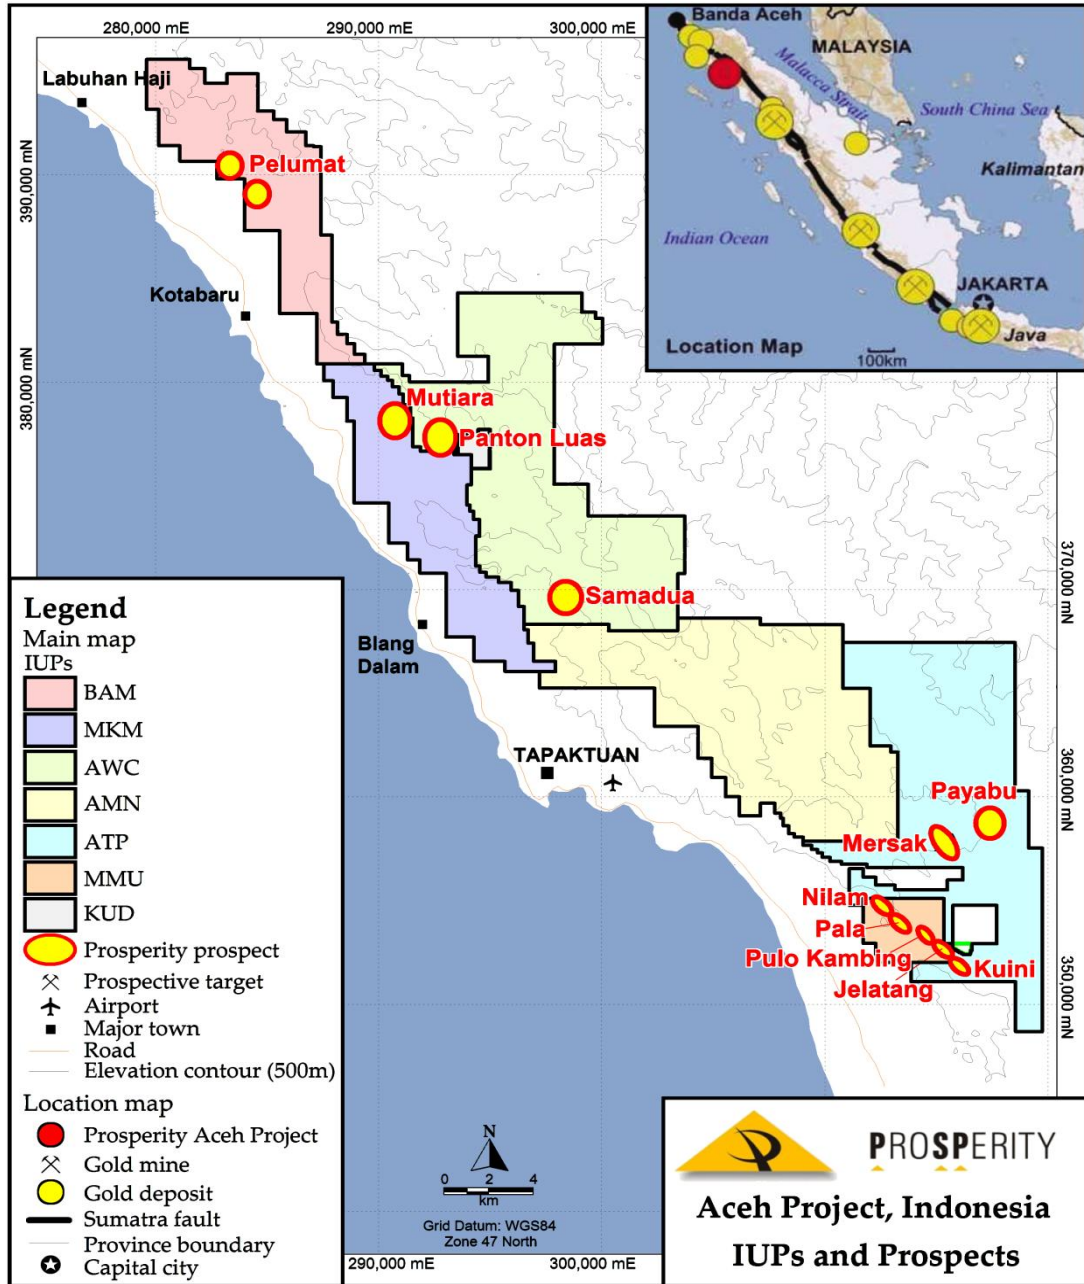 280,000 mE
290,000 mE
300,000 mE
Labuhan Haji
390,000 mN
Pelumat
Kotabaru
380,000 mN
Mutiara
Panton Luas
Samadua
370,000 mN
Blang
Dalam
TAPAKTUAN
360,000 mN
Payabu
Mersak
Nilam
Pala
Pulo Kambing
Jelatang
Kuini
350,000 mN
Banda Aceh
MALAYSIA
Malacca Strait
South China Sea
Kalimantan
Indian Ocean
JAKARTA
Java
Location Map
100km
Legend
Main map
IUPs
BAM
MKM
AWC
AMN
ATP
MMU
KUD
Prosperity prospect
Prospective target
Airport
Major town
Road
Elevation contour (500m)
Location map
Prosperity Aceh Project
Gold mine
Gold deposit
Sumatra fault
Province boundary
Capital city
N
0 2 4
km
Grid Datum: WGS84
Zone 47 North
290,000 mE
300,000 mE
PROSPERITY
Aceh Project, Indonesia
IUPs and Prospects